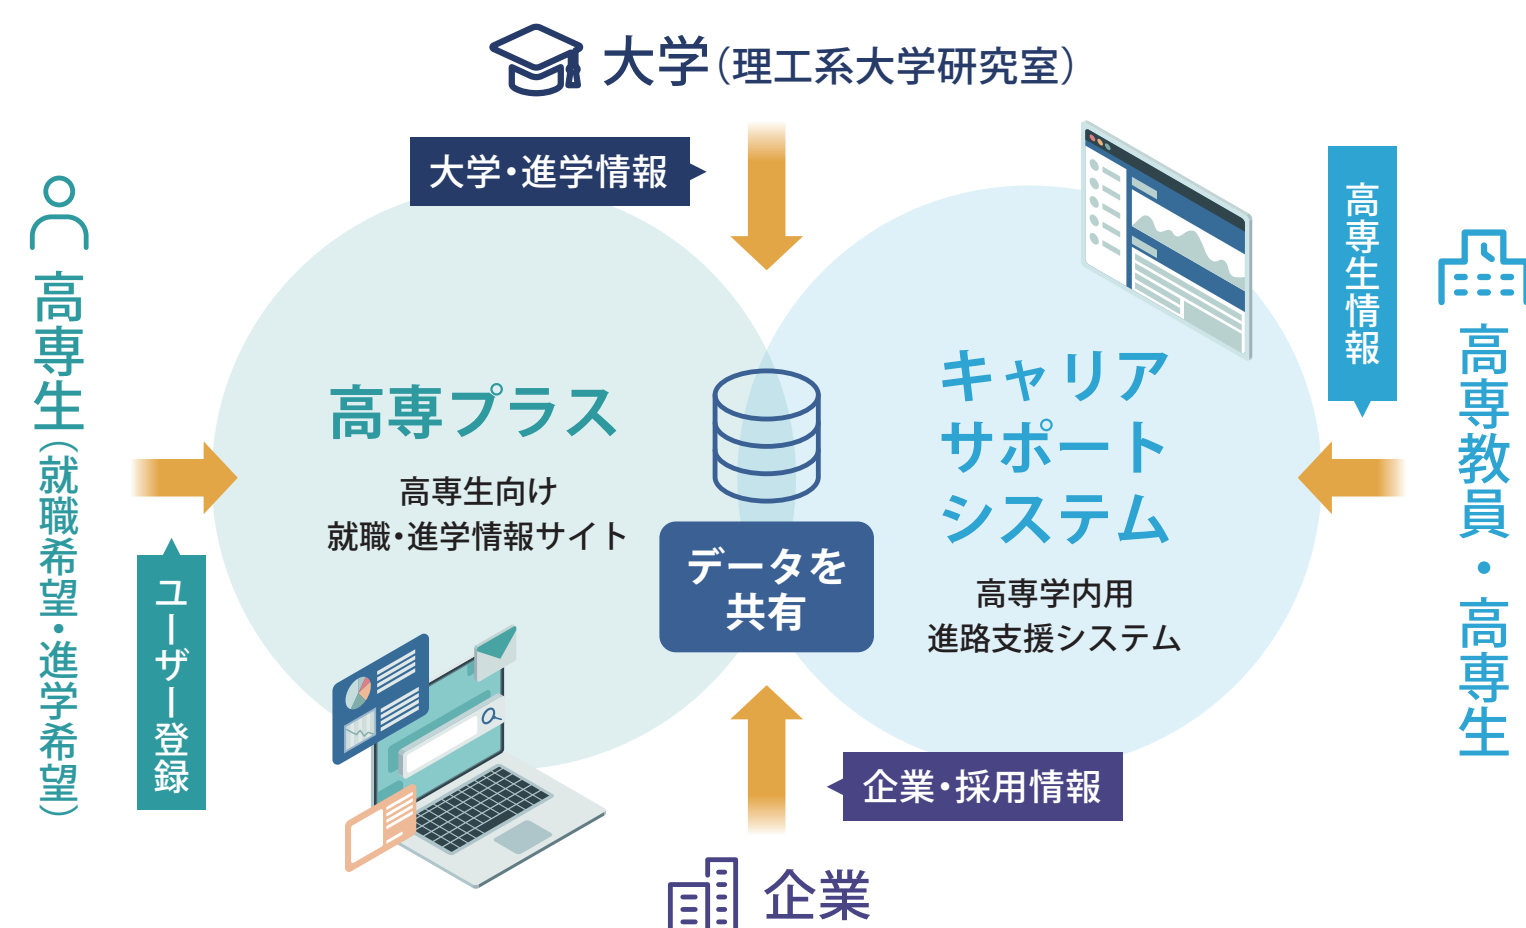 大学（理工系大学研究室）
大学・進学情報
高専生（就職希望・進学希望）
ユーザー登録
高専プラス
高専生向け
就職・進学情報サイト
データを
共有
キャリア
サポート
システム
高専学内用
進路支援システム
高専生情報
高専教員・高専生
企業・採用情報
企業